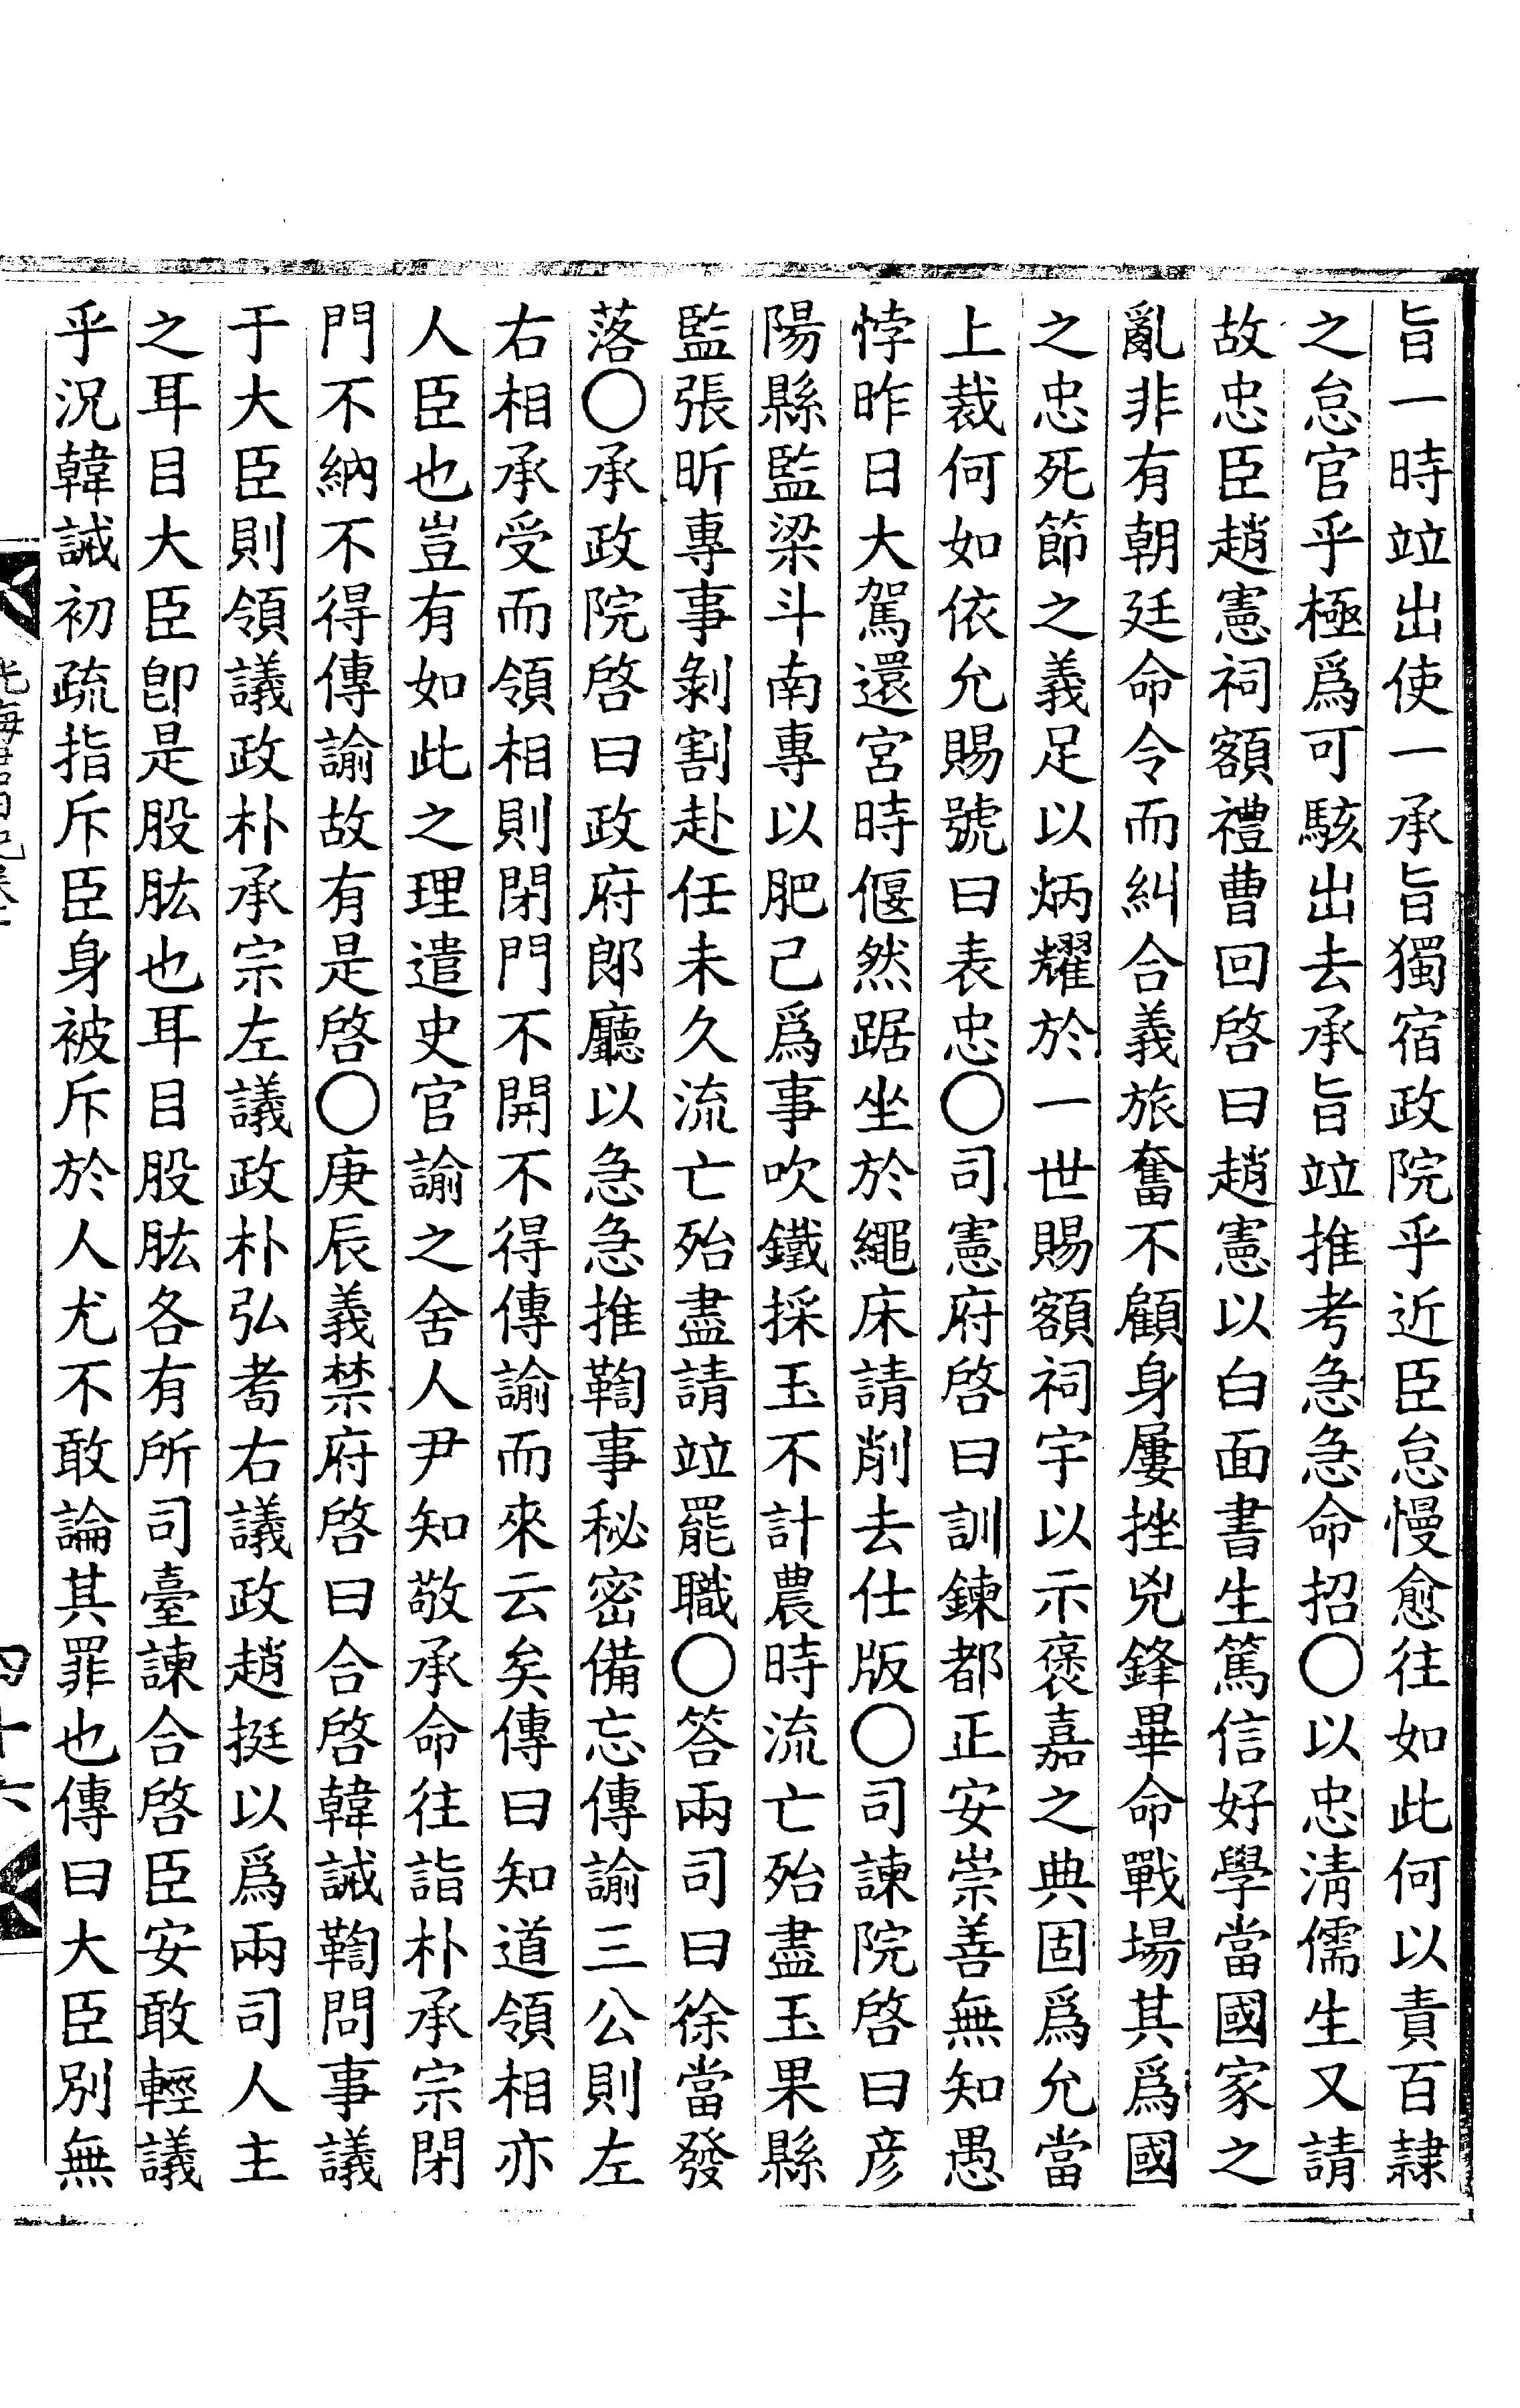 旨一時竝出使一承旨獨宿政院乎近臣怠慢愈往如此何以責百隷
之怠官乎極爲可駭出去承旨竝推考急急命招○以忠淸儒生又請
故忠臣趙憲祠額禮曹回啓曰趙憲以白面書生篤信好學當國家之
亂非有朝廷命令而糾合義旅奮不顧身屢挫兇鋒畢命戰場其爲國
之忠死節之義足以炳耀於一世賜額祠宇以示褒嘉之典固爲允當
上裁何如依允賜號曰表忠○司憲府啓曰訓鍊都正安崇善無知愚
悖昨日大駕還宮時偃然踞坐於繩床請削去仕版○司諫院啓曰彦
陽縣監梁斗南專以肥己爲事吹鐵採玉不計農時流亡殆盡玉果縣
監張昕專事剝割赴任未久流亡殆盡請竝罷職○答兩司曰徐當發
落○承政院啓曰政府郞廳以急急推鞫事秘密備忘傳諭三公則左
右相承受而領相則閉門不開不得傳諭而來云矣傳曰知道領相亦
人臣也豈有如此之理遣史官諭之舍人尹知敬承命往詣朴承宗閉
門不納不得傳諭故有是啓○庚辰義禁府啓曰合啓韓諴鞫問事議
于大臣則領議政朴承宗左議政朴弘耉右議政趙挺以爲兩司人主
之耳目大臣卽是股肱也耳目股肱各有所司臺諫合啓臣安敢輕議
乎況韓諴初疏指斥臣身被斥於人尤不敢論其罪也傳曰大臣別無